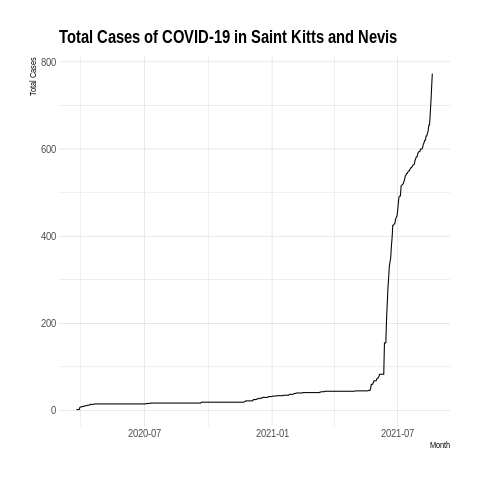 Total Cases of COVID-19 in Saint Kitts and Nevis
Total Cases
800
600
400
200
0
2020-07
2021-01
2021-07
Month